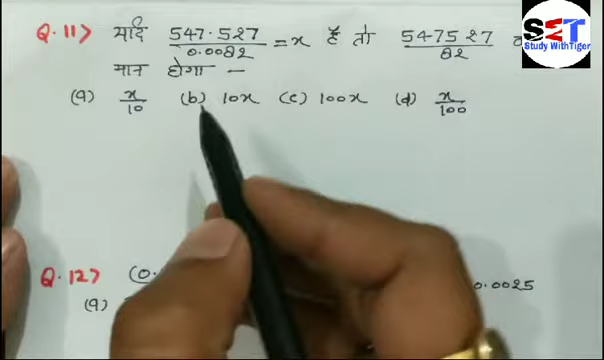 Q.11> यदि 547.527/0.0082 = x है तो 547527/82
मान होगा —
(a) x/10 (b) 10x (c) 100x (d) x/100
SET
Study WithTiger
Q.12> (0. 0.0025
(a)